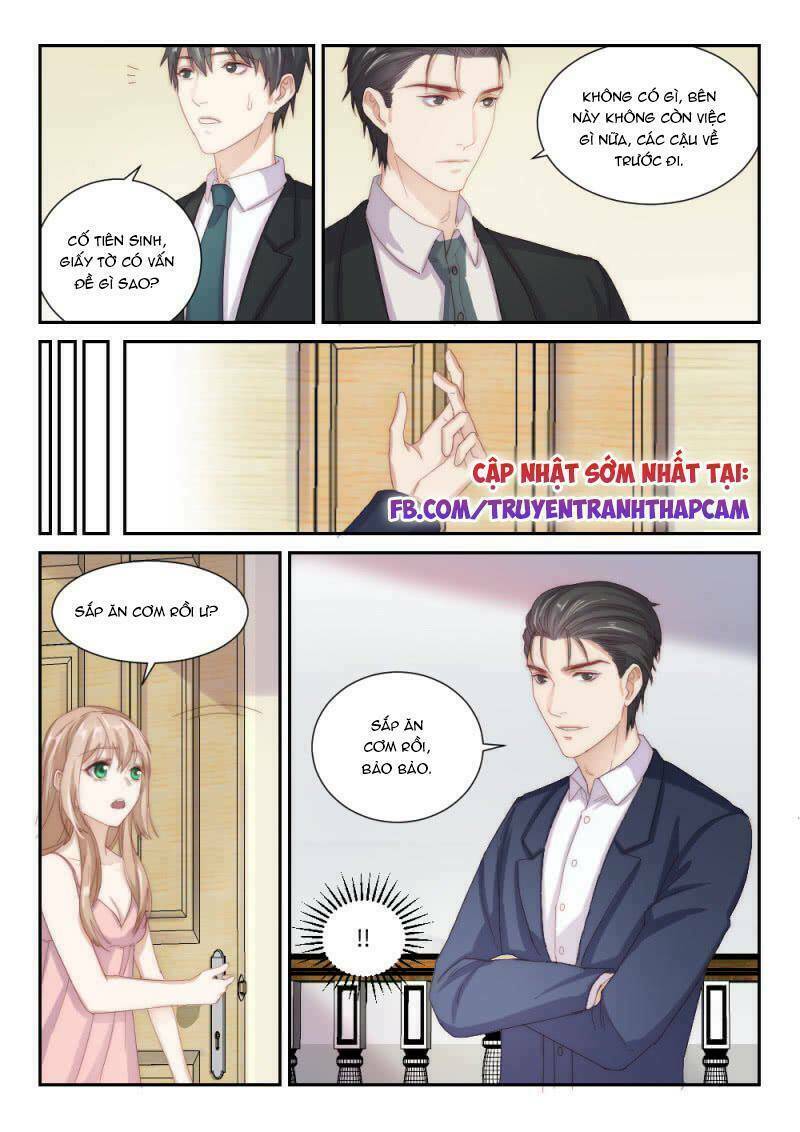 CỐ TIÊN SINH,
GIẤY TỜ CÓ VẤN
ĐỀ GÌ SAO?
KHÔNG CÓ GÌ, BÊN
NÀY KHÔNG CÒN VIỆC
GÌ NỮA, CÁC CẬU VỀ
TRƯỚC ĐI.
CẬP NHẬT SỚM NHẤT TẠI:
FB.COM/TRUYENTRANHTHAPCAM
SẮP ĂN CƠM RỒI Ư?
SẮP ĂN
CƠM RỒI,
BẢO BẢO.
!!